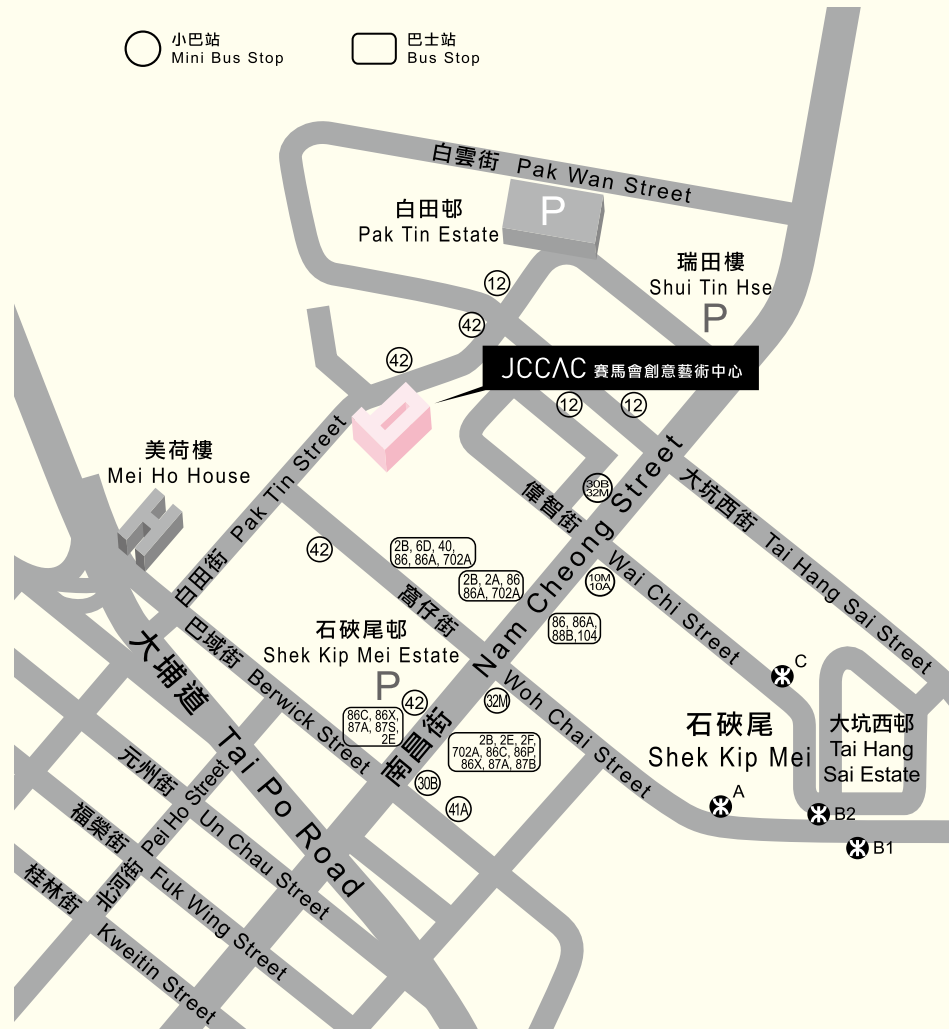 小巴站
Mini Bus Stop
巴士站
Bus Stop
白雲街 Pak Wan Street
白田邨
Pak Tin Estate
P
瑞田樓
Shui Tin Hse
P
12
42
42
JCCAC 賽馬會創意藝術中心
12
12
美荷樓
Mei Ho House
白田街 Pak Tin Street
30B
32M
偉智街
Wai Chi Street
大坑西街 Tai Hang Sai Street
42
2B, 6D, 40,
86, 86A, 702A
2B, 2A, 86
86A, 702A
10M
10A
86, 86A,
88B,104
窩仔街
Woh Chai Street
南昌街
Nam Cheong Street
石硤尾邨
Shek Kip Mei Estate
P
42
86C, 86X,
87A, 87S,
2E
32M
2B, 2E, 2F,
702A, 86C, 86P,
86X, 87A, 87B
30B
41A
巴域街 Berwick Street
大埔道 Tai Po Road
C
石硤尾
Shek Kip Mei
大坑西邨
Tai Hang
Sai Estate
A
B2
B1
元州街
Un Chau Street
北河街 Pei Ho Street
福榮街
Fuk Wing Street
桂林街
Kweitin Street